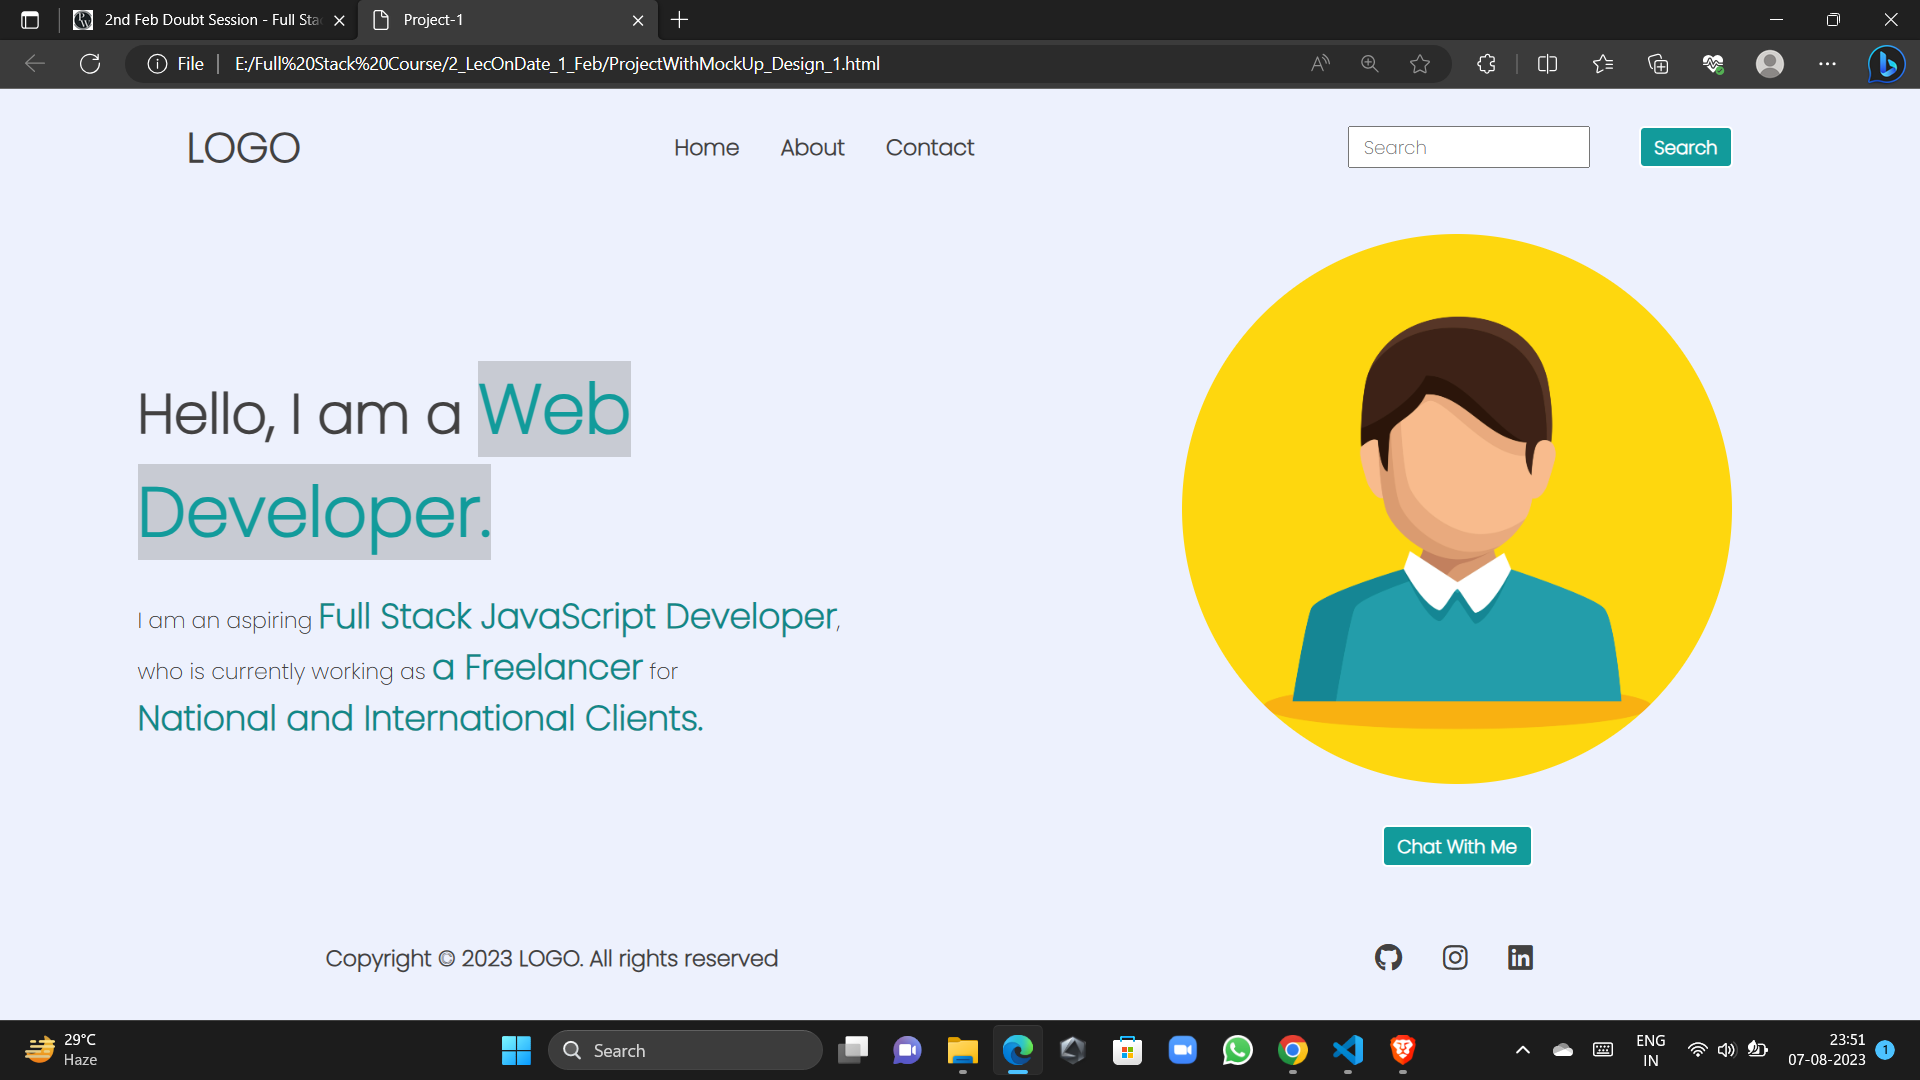 2nd Feb Doubt Session - Full Sta
Project-1
File
E:/Full%20Stack%20Course/2_LecOnDate_1_Feb/ProjectWithMockUp_Design_1.html
LOGO
Home
About
Contact
Search
Search
Hello, I am a Web
Developer.
I am an aspiring Full Stack JavaScript Developer,
who is currently working as a Freelancer for
National and International Clients.
Chat With Me
Copyright © 2023 LOGO. All rights reserved
29°C
Haze
Search
ENG
IN
23:51
07-08-2023
1